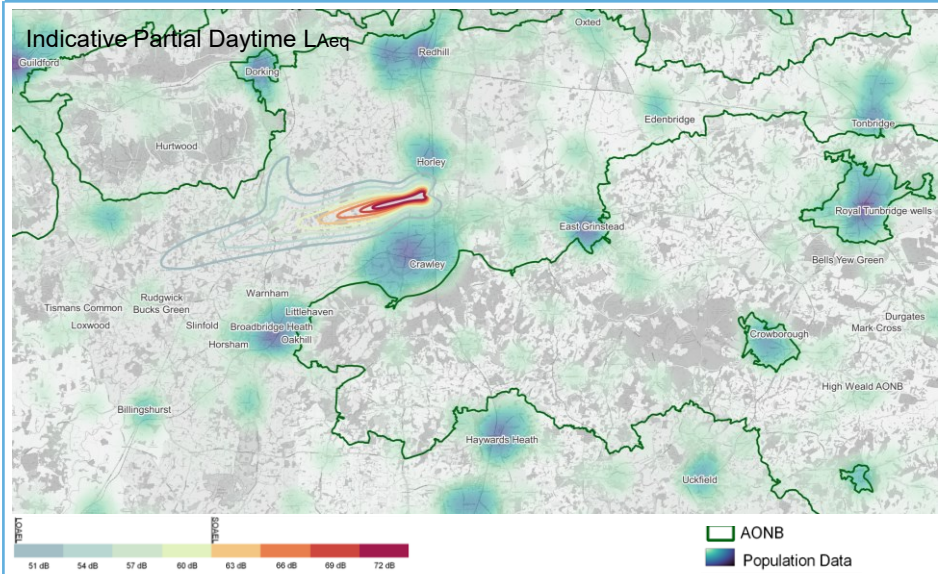 Indicative Partial Daytime LAeq
Oxted
Guildford
Redhill
Dorking
Edenbridge
Tonbridge
Hurtwood
Horley
Royal Tunbridge wells
East Grinstead
Bells Yew Green
Crawley
Warnham
Rudgwick
Tismans Common
Bucks Green
Littlehaven
Durgates
Loxwood
Slinfold
Broadbridge Heath
Mark Cross
Crowborough
Horsham
Oakhill
High Weald AONB
Billingshurst
Haywards Heath
Uckfield
LOAEL
SOAEL
51 dB 54 dB 57 dB 60 dB 63 dB 66 dB 69 dB 72 dB
AONB
Population Data